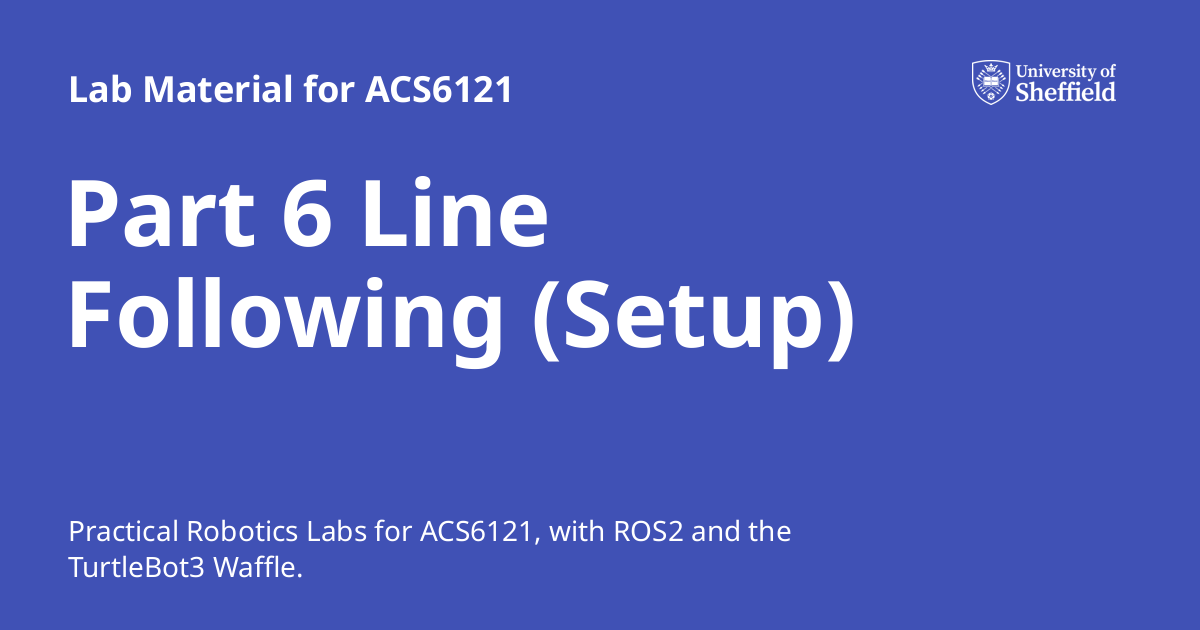 Lab Material for ACS6121
University of
Sheffield
Part 6 Line
Following (Setup)
Practical Robotics Labs for ACS6121, with ROS2 and the
TurtleBot3 Waffle.